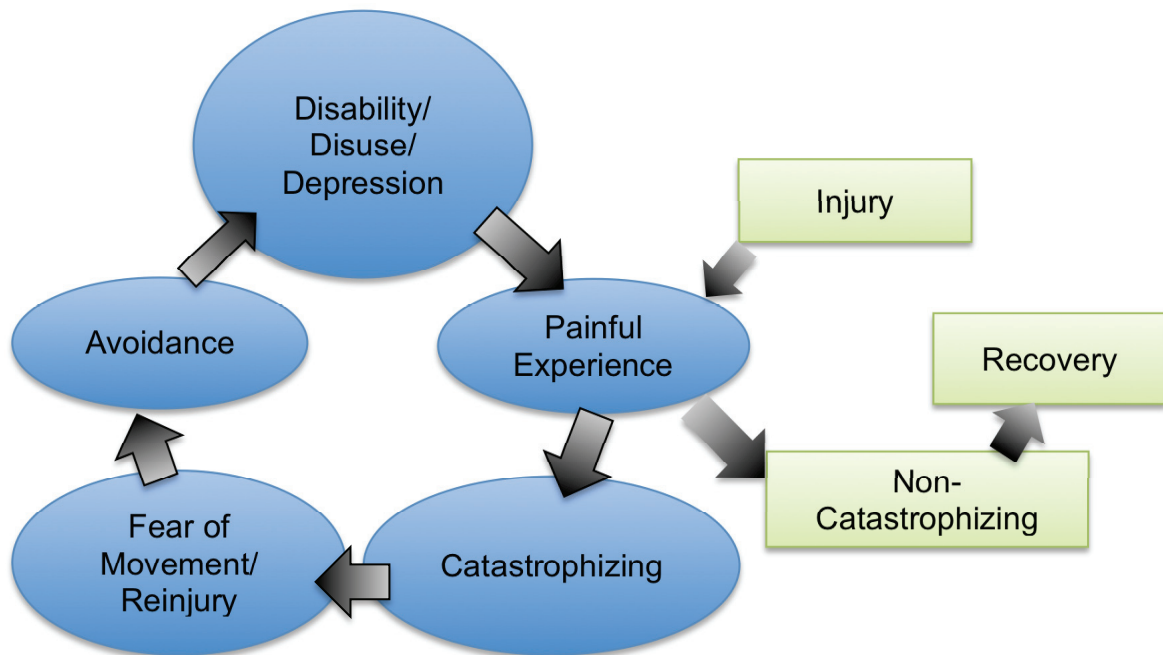 Disability/
Disuse/
Depression
Injury
Avoidance
Painful
Experience
Recovery
Fear of
Movement/
Reinjury
Catastrophizing
Non-
Catastrophizing